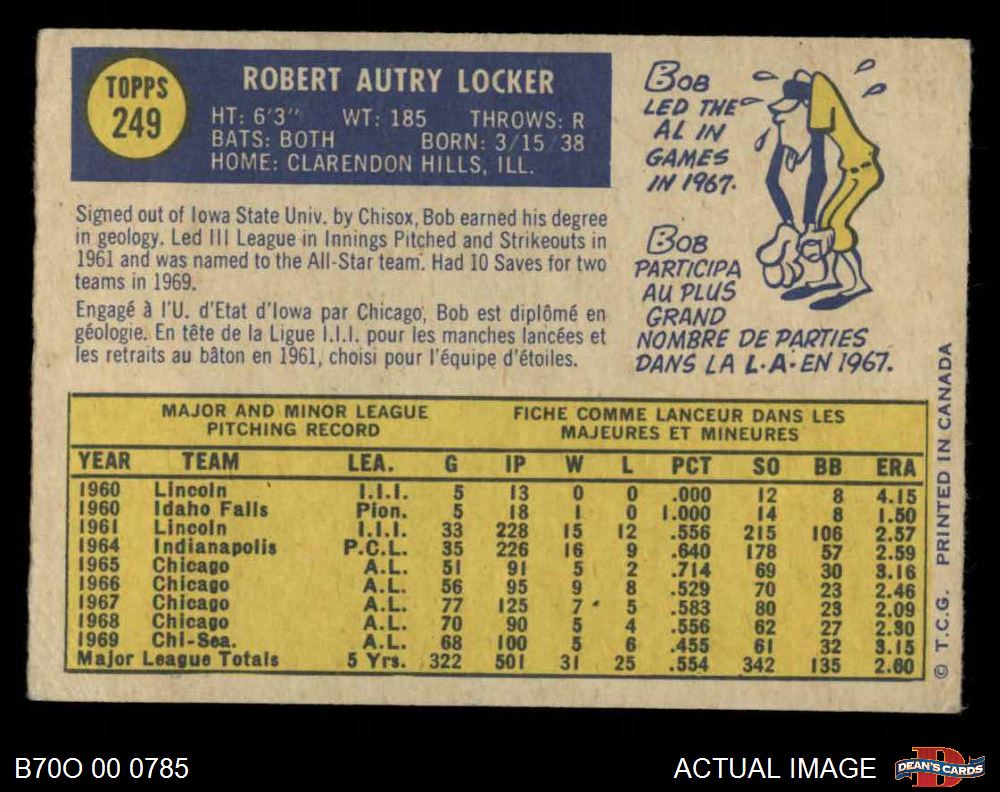 TOPPS
249
ROBERT AUTRY LOCKER
HT: 6'3" WT: 185 THROWS: R
BATS: BOTH BORN: 3/15/38
HOME: CLARENDON HILLS, ILL.
Signed out of Iowa State Univ. by Chisox, Bob earned his degree
in geology. Led III League in Innings Pitched and Strikeouts in
1961 and was named to the All-Star team. Had 10 Saves for two
teams in 1969.
Engagé à l'U. d'Etat d'Iowa par Chicago, Bob est diplômé en
géologie. En tête de la Ligue I.I.I. pour les manches lancées et
les retraits au bâton en 1961, choisi pour l'équipe d'étoiles.
BOB
LED THE
AL IN
GAMES
IN 1967.
BOB
PARTICIPA
AU PLUS
GRAND
NOMBRE DE PARTIES
DANS LA L.A. EN 1967.
MAJOR AND MINOR LEAGUE
PITCHING RECORD
FICHE COMME LANCEUR DANS LES
MAJEURES ET MINEURES
YEAR TEAM LEA. G IP W L PCT SO BB ERA
1960 Lincoln I.I.I. 5 13 0 0 .000 12 8 4.15
1960 Idaho Falls Pion. 5 18 1 0 1.000 14 8 1.50
1961 Lincoln I.I.I. 33 228 15 12 .556 215 106 2.57
1964 Indianapolis P.C.L. 35 226 16 9 .640 178 57 2.59
1965 Chicago A.L. 51 91 5 2 .714 69 30 3.16
1966 Chicago A.L. 56 95 9 8 .529 70 23 2.46
1967 Chicago A.L. 77 125 7 5 .583 80 23 2.09
1968 Chicago A.L. 70 90 5 4 .556 62 27 2.30
1969 Chi-Sea. A.L. 68 100 5 6 .455 61 32 3.15
Major League Totals 5 Yrs. 322 501 31 25 .554 342 135 2.60
© T.C.G. PRINTED IN CANADA
B70O 00 0785
ACTUAL IMAGE
DEAN'S CARDS